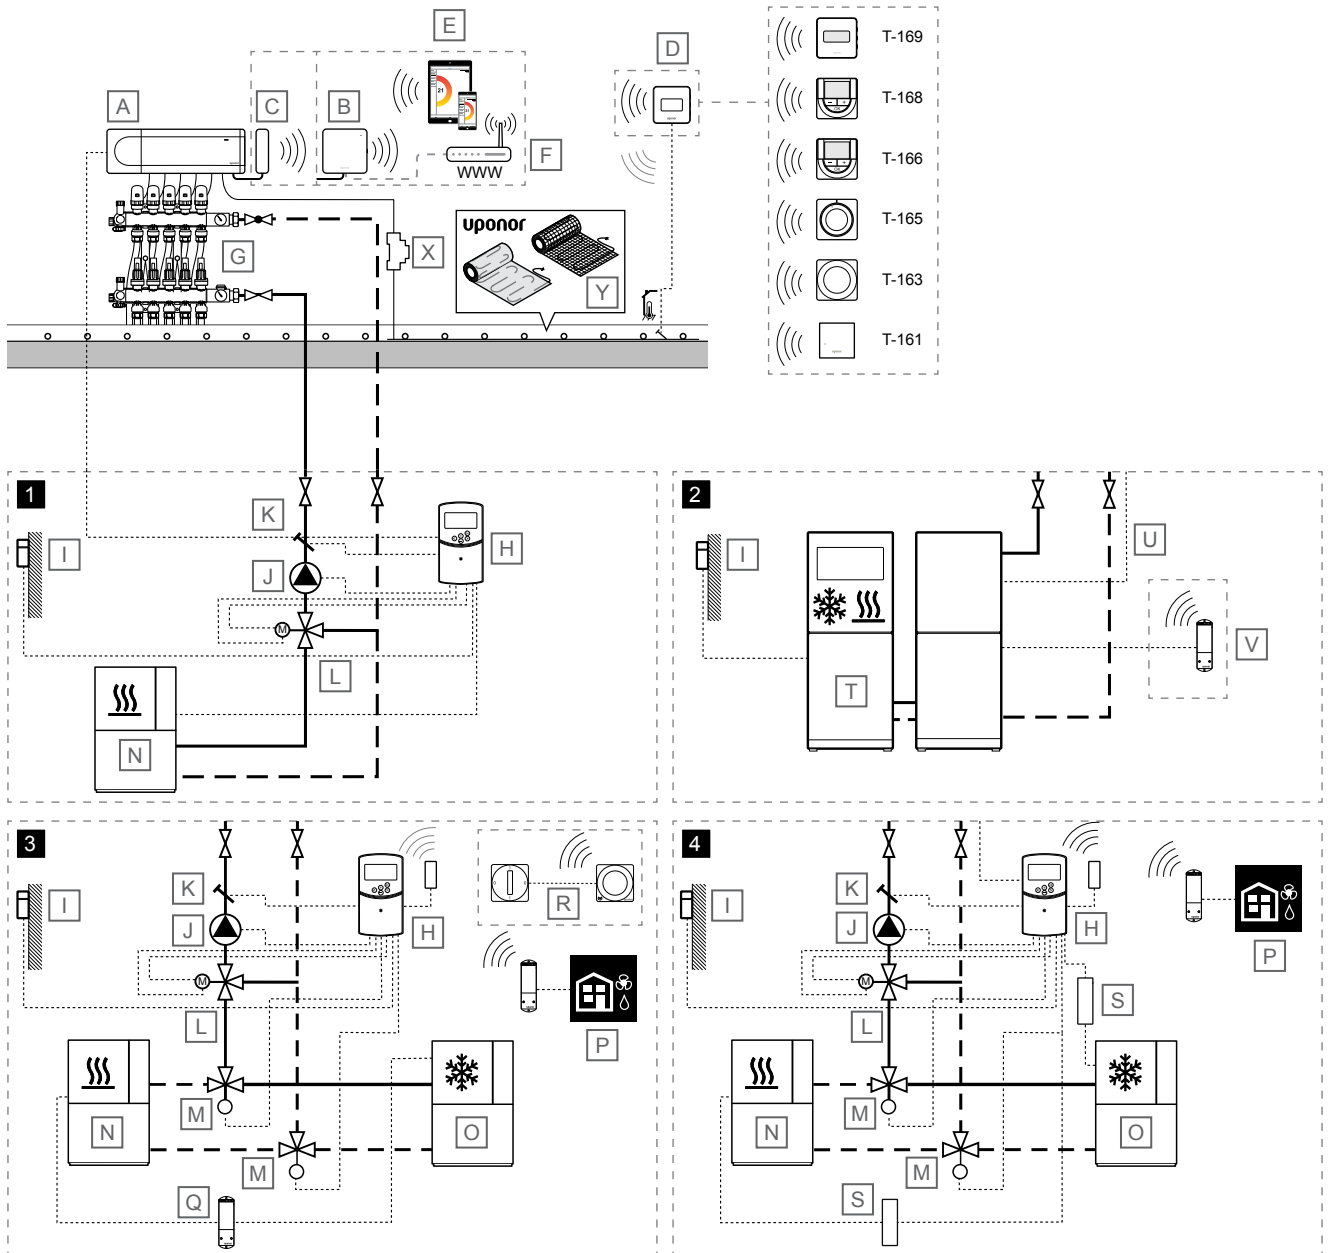 E
D
T-169
A
C
B
T-168
F
WWW
T-166
uponor
T-165
G
X
Y
T-163
T-161
1
K
H
I
J
M
L
N
2
I
U
V
T
3
K
I
J
H
R
M
L
P
N
M
O
M
Q
4
K
I
J
H
P
M
L
S
N
M
O
M
S